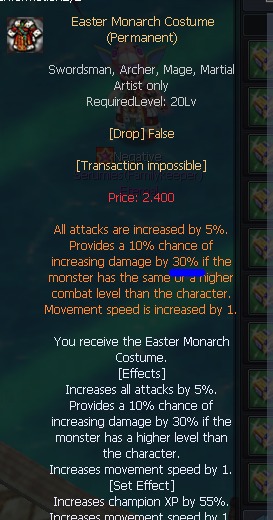 Easter Monarch Costume
(Permanent)
Swordsman, Archer, Mage, Martial
Artist only
RequiredLevel: 20Lv
[Drop] False
Negative
[Transaction impossible]
Price: 2.400
All attacks are increased by 5%.
Provides a 10% chance of
increasing damage by 30% if the
monster has the same or a higher
combat level than the character.
Movement speed is increased by 1.
You receive the Easter Monarch
Costume.
[Effects]
Increases all attacks by 5%.
Provides a 10% chance of
increasing damage by 30% if the
monster has a higher level than
the character.
Increases movement speed by 1.
[Set Effect]
Increases champion XP by 55%.
Increases movement speed by 1.